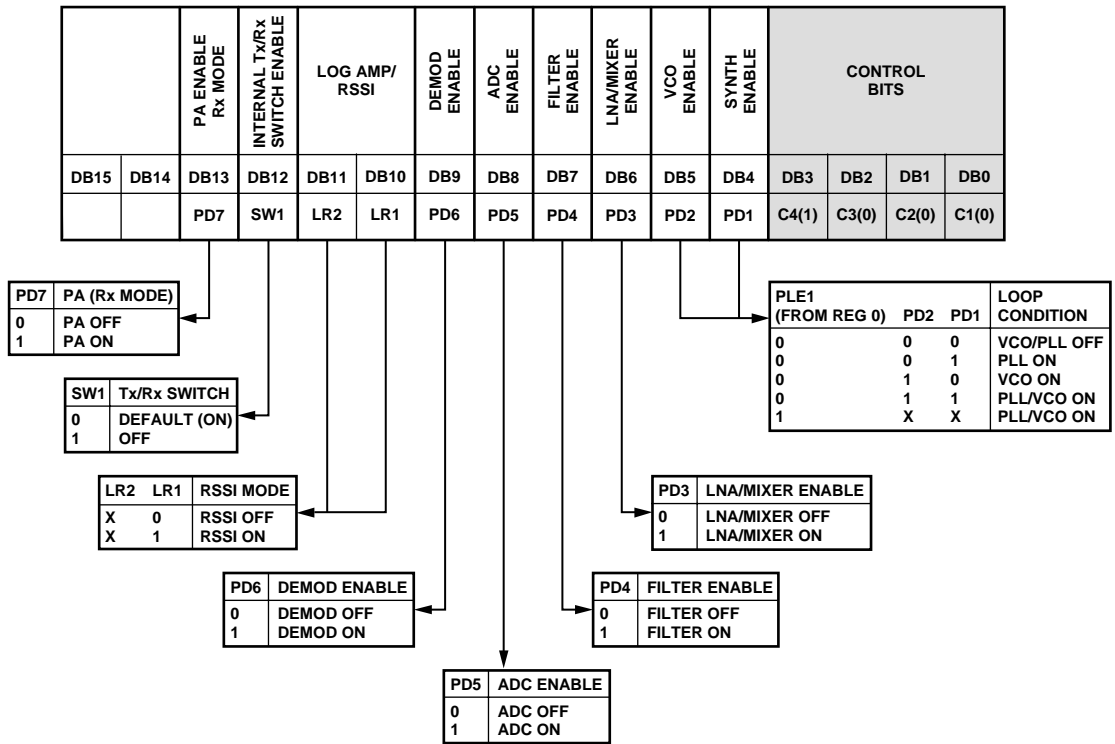 PA ENABLE
Rx MODE
INTERNAL Tx/Rx
SWITCH ENABLE
LOG AMP/
RSSI
DEMOD
ENABLE
ADC
ENABLE
FILTER
ENABLE
LNA/MIXER
ENABLE
VCO
ENABLE
SYNTH
ENABLE
CONTROL
BITS
DB15 DB14 DB13 DB12 DB11 DB10 DB9 DB8 DB7 DB6 DB5 DB4 DB3 DB2 DB1 DB0
PD7 SW1 LR2 LR1 PD6 PD5 PD4 PD3 PD2 PD1 C4(1) C3(0) C2(0) C1(0)
PD7 PA (Rx MODE)
0 PA OFF
1 PA ON
PLE1 LOOP
(FROM REG 0) PD2 PD1 CONDITION
0 0 0 VCO/PLL OFF
0 0 1 PLL ON
0 1 0 VCO ON
0 1 1 PLL/VCO ON
1 X X PLL/VCO ON
SW1 Tx/Rx SWITCH
0 DEFAULT (ON)
1 OFF
LR2 LR1 RSSI MODE
X 0 RSSI OFF
X 1 RSSI ON
PD3 LNA/MIXER ENABLE
0 LNA/MIXER OFF
1 LNA/MIXER ON
PD6 DEMOD ENABLE
0 DEMOD OFF
1 DEMOD ON
PD4 FILTER ENABLE
0 FILTER OFF
1 FILTER ON
PD5 ADC ENABLE
0 ADC OFF
1 ADC ON